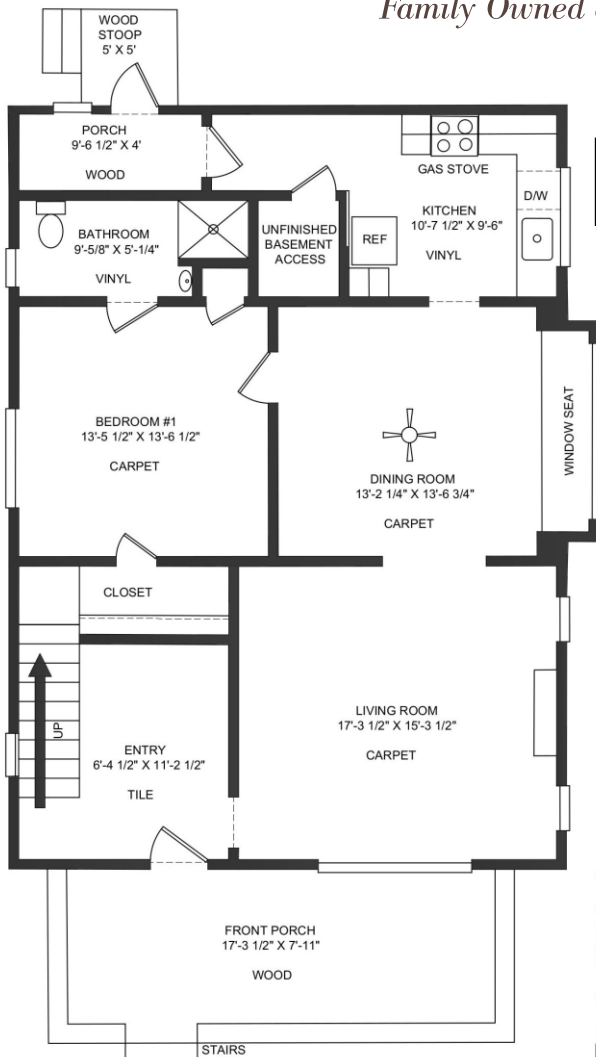 Family Owned
WOOD
STOOP
5' X 5'
PORCH
9'-6 1/2" X 4'
WOOD
GAS STOVE
D/W
KITCHEN
10'-7 1/2" X 9'-6"
VINYL
REF
UNFINISHED
BASEMENT
ACCESS
BATHROOM
9'-5/8" X 5'-1/4"
VINYL
BEDROOM #1
13'-5 1/2" X 13'-6 1/2"
CARPET
DINING ROOM
13'-2 1/4" X 13'-6 3/4"
CARPET
WINDOW SEAT
CLOSET
UP
ENTRY
6'-4 1/2" X 11'-2 1/2"
TILE
LIVING ROOM
17'-3 1/2" X 15'-3 1/2"
CARPET
FRONT PORCH
17'-3 1/2" X 7'-11"
WOOD
STAIRS